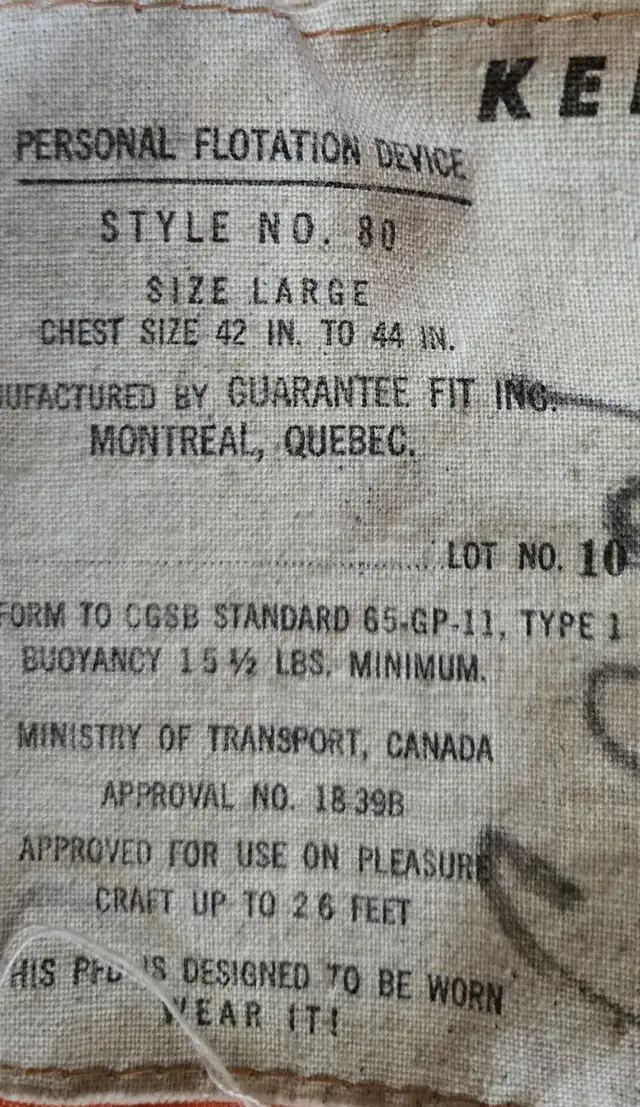 KE
PERSONAL FLOTATION DEVICE
STYLE NO. 80
SIZE LARGE
CHEST SIZE 42 IN. TO 44 IN.
UFACTURED BY GUARANTEE FIT INC.
MONTREAL, QUEBEC.
LOT NO. 10
FORM TO CGSB STANDARD 65-GP-11, TYPE 1
BUOYANCY 15 ½ LBS. MINIMUM.
MINISTRY OF TRANSPORT, CANADA
APPROVAL NO. 1839B
APPROVED FOR USE ON PLEASURE
CRAFT UP TO 26 FEET
HIS PFD IS DESIGNED TO BE WORN
WEAR IT!